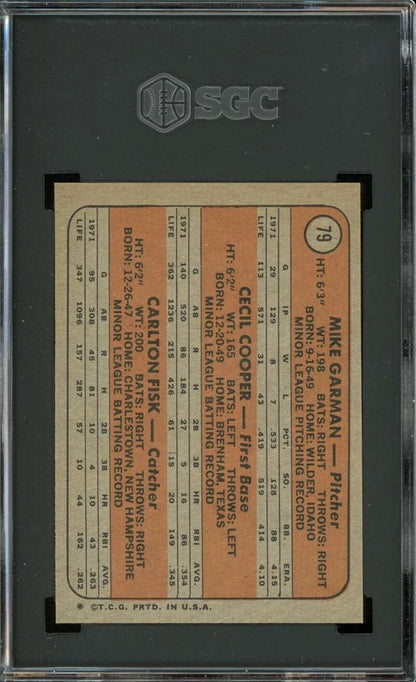 SGC
79
MIKE GARMAN — Pitcher
HT: 6'3" WT: 198 BATS: RIGHT THROWS: RIGHT
BORN: 9-16-49 HOME: WILDER, IDAHO
MINOR LEAGUE PITCHING RECORD
G IP W L PCT. SO. BB. ERA.
1971 29 129 8 7 .533 128 88 4.15
LIFE 113 571 31 43 .419 519 414 4.10
CECIL COOPER — First Base
HT: 6'2" WT: 165 BATS: LEFT THROWS: LEFT
BORN: 12-20-49 HOME: BRENHAM, TEXAS
MINOR LEAGUE BATTING RECORD
G AB R H 2B 3B HR RBI AVG.
1971 140 520 86 184 16 86 .354
LIFE 362 1236 215 426 61 15 20 149 .345
CARLTON FISK — Catcher
HT: 6'2" WT: 200 BATS: RIGHT THROWS: RIGHT
BORN: 12-26-47 HOME: CHARLESTOWN, NEW HAMPSHIRE
MINOR LEAGUE BATTING RECORD
G AB R H 2B 3B HR RBI AVG.
1971 95 308 45 81 10 4 10 43 .263
LIFE 347 1096 157 287 57 10 44 162 .262
* ©T.C.G. PRTD. IN U.S.A.